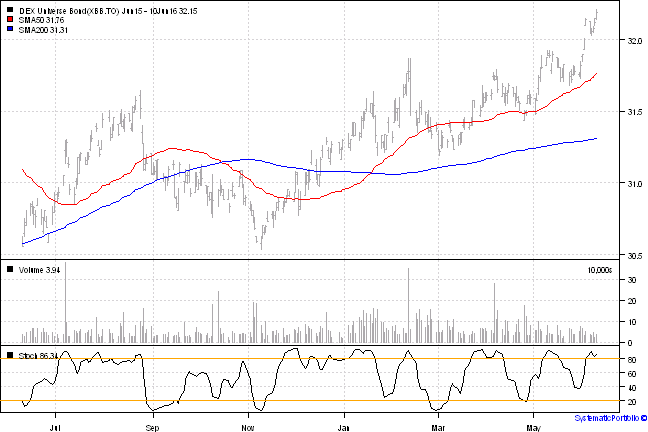 DEX Universe Bond(XBB.TO) Jun15 - 10Jun16 32.15
SMA50 31.76
SMA200 31.31
32.0
31.5
31.0
30.5
Volume 3.94 10,000s
30
20
10
0
Stoch 86.34
80
60
40
20
Jul Sep Nov Jan Mar May
SystematicPortfolio ©